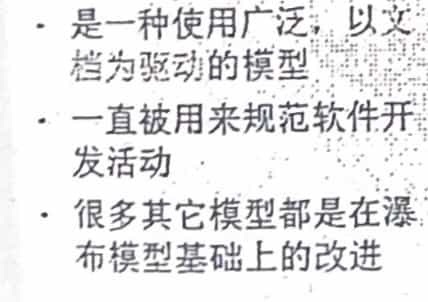 · 是一种使用广泛，以文
档为驱动的模型
· 一直被用来规范软件开
发活动
· 很多其它模型都是在瀑
布模型基础上的改进